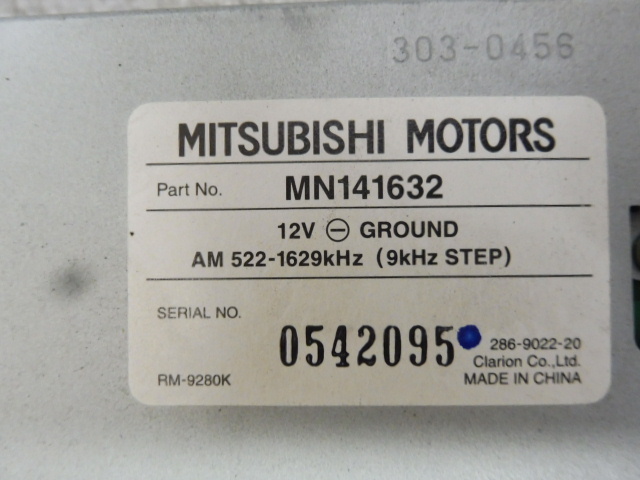 303-0456
MITSUBISHI MOTORS
Part No. MN141632
12V ⊖ GROUND
AM 522-1629kHz (9kHz STEP)
SERIAL NO.
0542095
286-9022-20
Clarion Co.,Ltd.
RM-9280K MADE IN CHINA